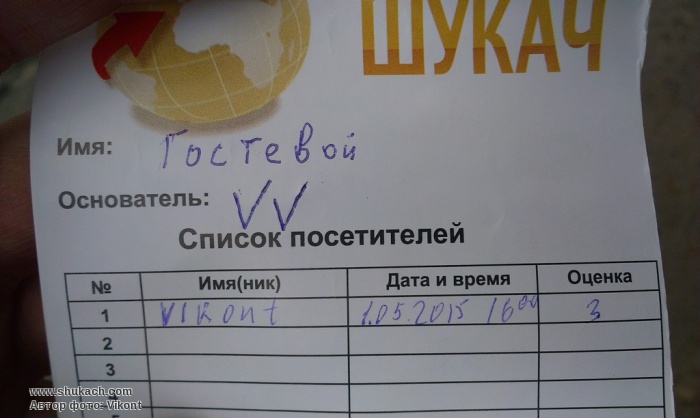 ШУКАЧ
Имя: Гостевой
Основатель: VV
Список посетителей
№ Имя(ник) Дата и время Оценка
1 Vikont 1.05.2015 16⁰⁰ 3
2
3
www.shukach.com
Автор фото: Vikont